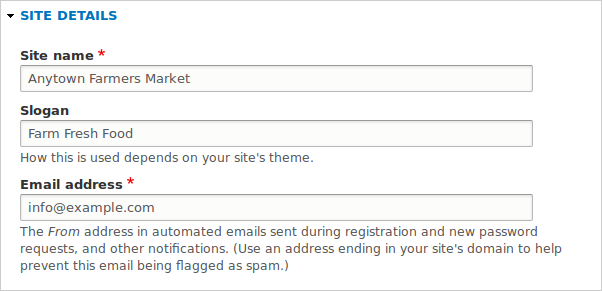 SITE DETAILS
Site name *
Anytown Farmers Market
Slogan
Farm Fresh Food
How this is used depends on your site's theme.
Email address *
info@example.com
The From address in automated emails sent during registration and new password
requests, and other notifications. (Use an address ending in your site's domain to help
prevent this email being flagged as spam.)